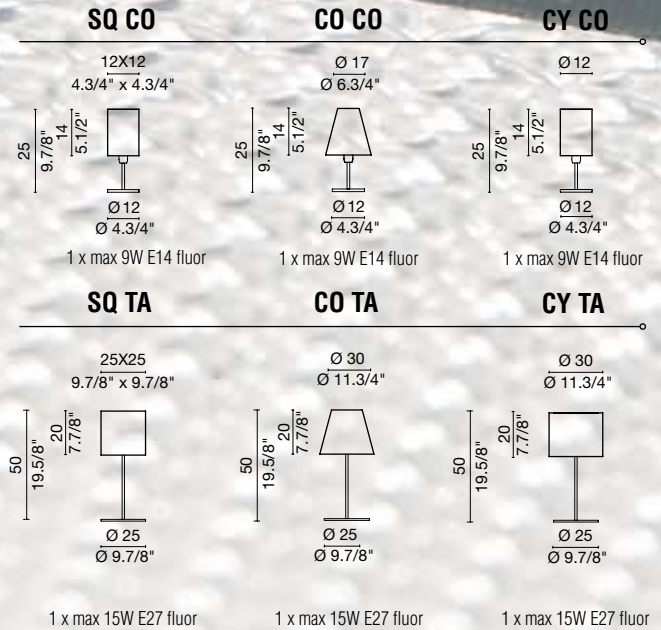 SQ CO
CO CO
CY CO
12X12
4.3/4" x 4.3/4"
Ø 17
Ø 6.3/4"
Ø 12
25
9.7/8"
14
5.1/2"
25
9.7/8"
14
5.1/2"
25
9.7/8"
14
5.1/2"
Ø 12
Ø 4.3/4"
Ø 12
Ø 4.3/4"
Ø 12
Ø 4.3/4"
1 x max 9W E14 fluor
1 x max 9W E14 fluor
1 x max 9W E14 fluor
SQ TA
CO TA
CY TA
25X25
9.7/8" x 9.7/8"
Ø 30
Ø 11.3/4"
Ø 30
Ø 11.3/4"
50
19.5/8"
20
7.7/8"
50
19.5/8"
20
7.7/8"
50
19.5/8"
20
7.7/8"
Ø 25
Ø 9.7/8"
Ø 25
Ø 9.7/8"
Ø 25
Ø 9.7/8"
1 x max 15W E27 fluor
1 x max 15W E27 fluor
1 x max 15W E27 fluor